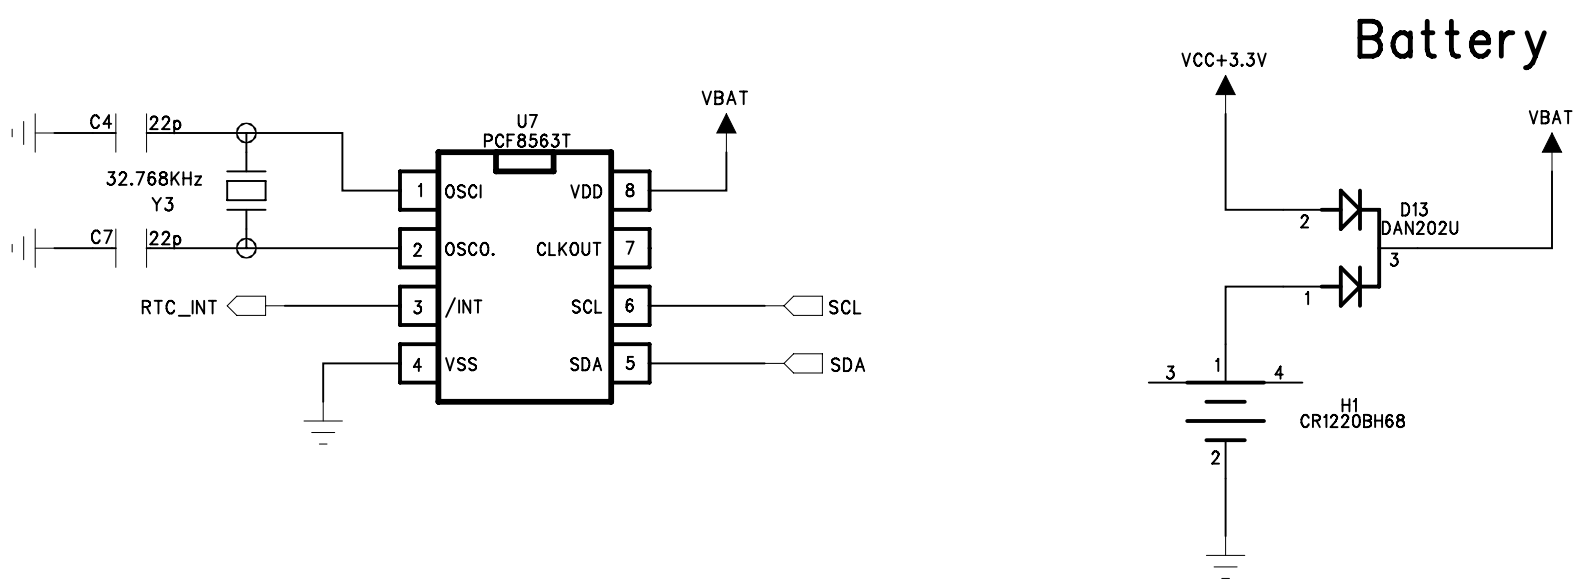 Battery
VCC+3.3V
VBAT
VBAT
C4
22p
U7
PCF8563T
32.768KHz
Y3
1
OSCI
VDD
8
2
D13
DAN202U
C7
22p
2
OSCO.
CLKOUT
7
3
RTC_INT
3
/INT
SCL
6
SCL
1
4
VSS
SDA
5
SDA
3
1
4
H1
CR1220BH68
2